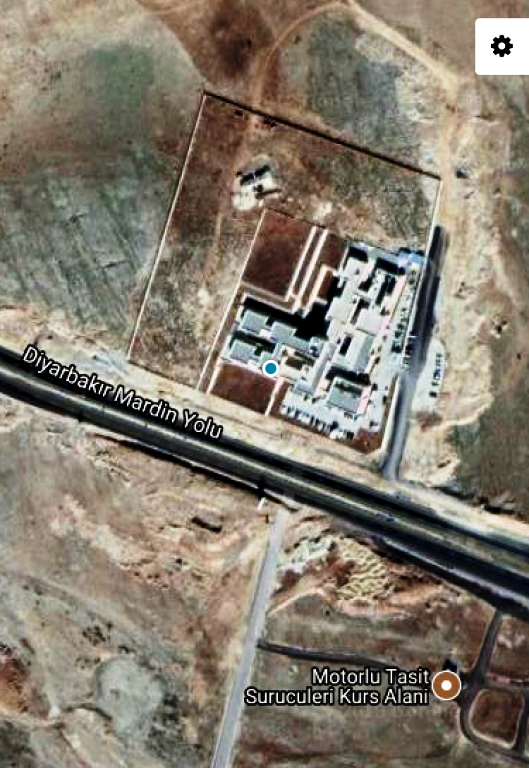 Diyarbakır Mardin Yolu
Motorlu Tasit
Suruculeri Kurs Alani